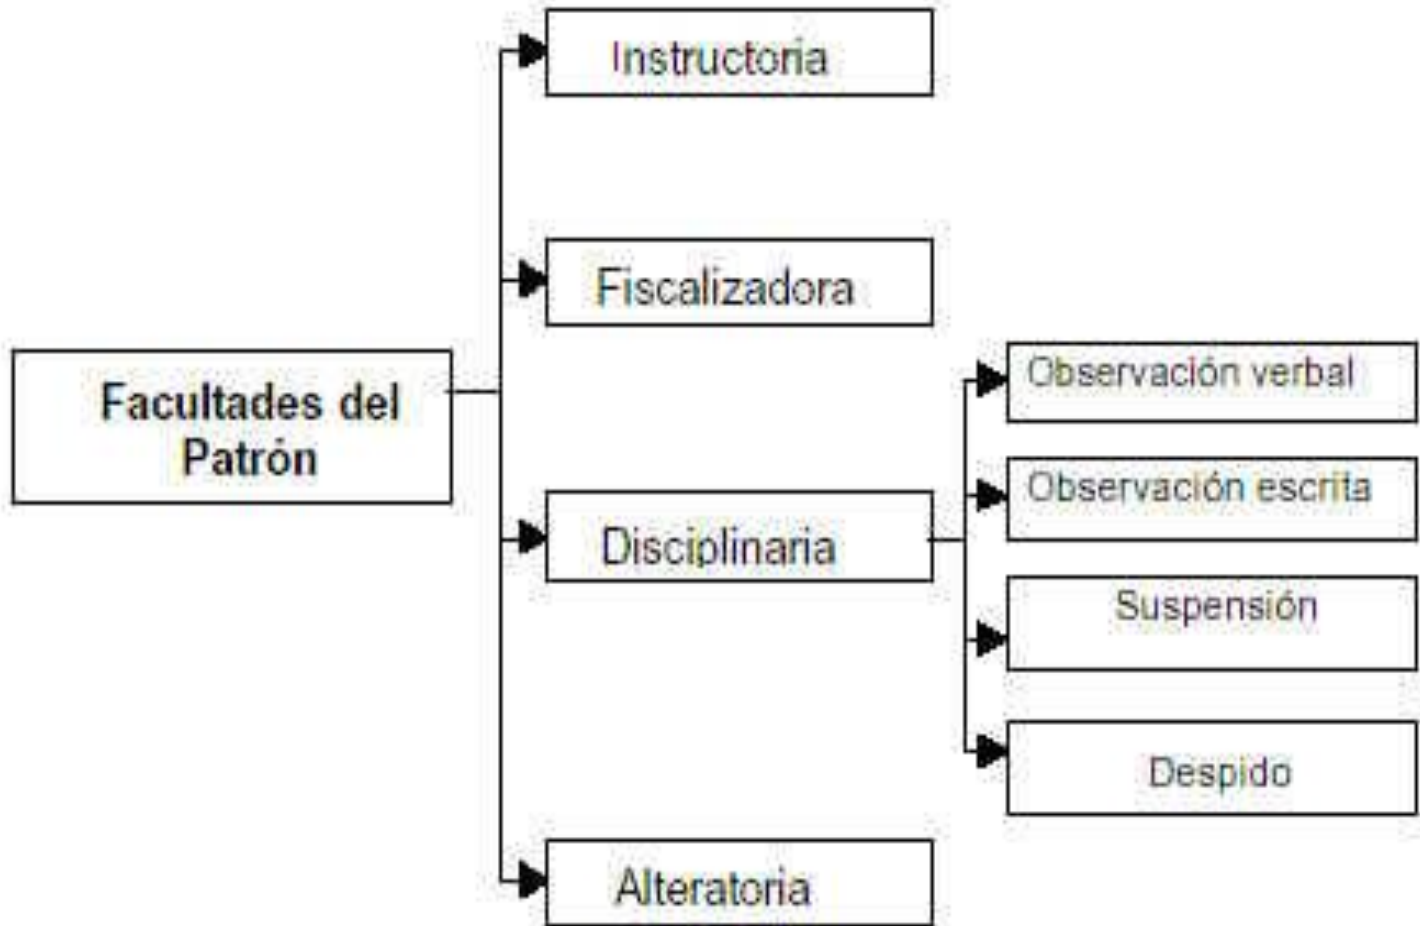 Instructoria
Fiscalizadora
Facultades del
Patrón
Disciplinaria
Observación verbal
Observación escrita
Suspensión
Despido
Alteratoria